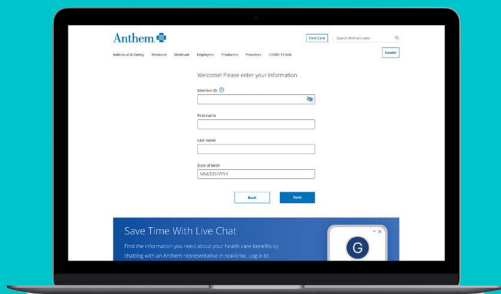 Anthem
Find Care
Search Anthem.com
Individual & Family Medicare Medicaid Employers Producers Providers COVID-19 Info
Español
Welcome! Please enter your information.
Member ID
First name
Last name
Date of Birth
MM/DD/YYYY
Back Next
Save Time With Live Chat
Find the information you need about your health care benefits by
chatting with an Anthem representative in real-time. Log in to
G